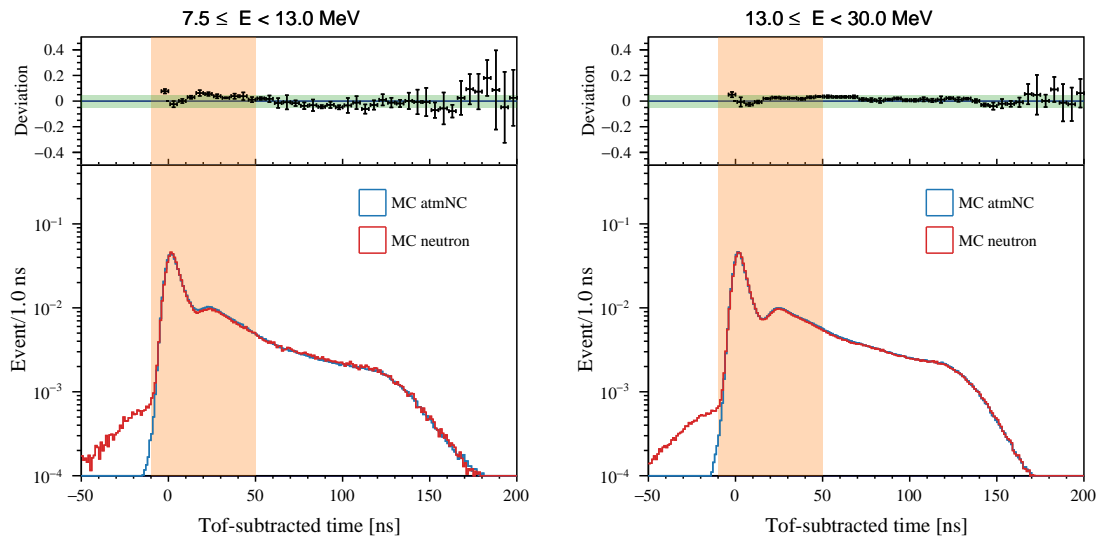 7.5 ≤ E < 13.0 MeV
Deviation
0.4
0.2
0
−0.2
−0.4
Event/1.0 ns
10−1
10−2
10−3
10−4
MC atmNC
MC neutron
−50 0 50 100 150 200
Tof-subtracted time [ns]
13.0 ≤ E < 30.0 MeV
Deviation
0.4
0.2
0
−0.2
−0.4
Event/1.0 ns
10−1
10−2
10−3
10−4
MC atmNC
MC neutron
−50 0 50 100 150 200
Tof-subtracted time [ns]